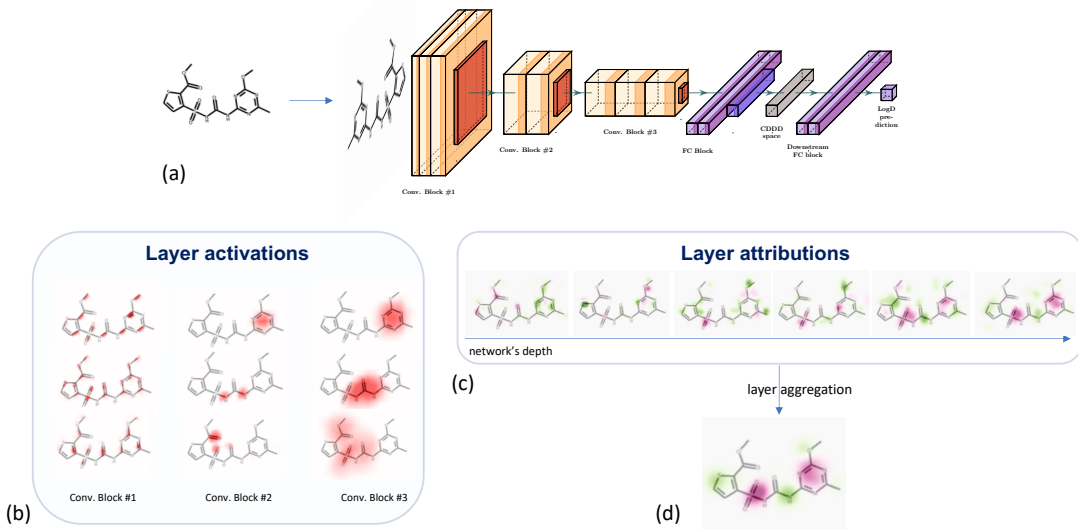 (a)
Conv. Block #1
Conv. Block #2
Conv. Block #3
FC Block
CDDD
space
Downstream
FC block
LogD
pre-
diction
Layer activations
Conv. Block #1
Conv. Block #2
Conv. Block #3
(b)
Layer attributions
network's depth
(c)
layer aggregation
(d)